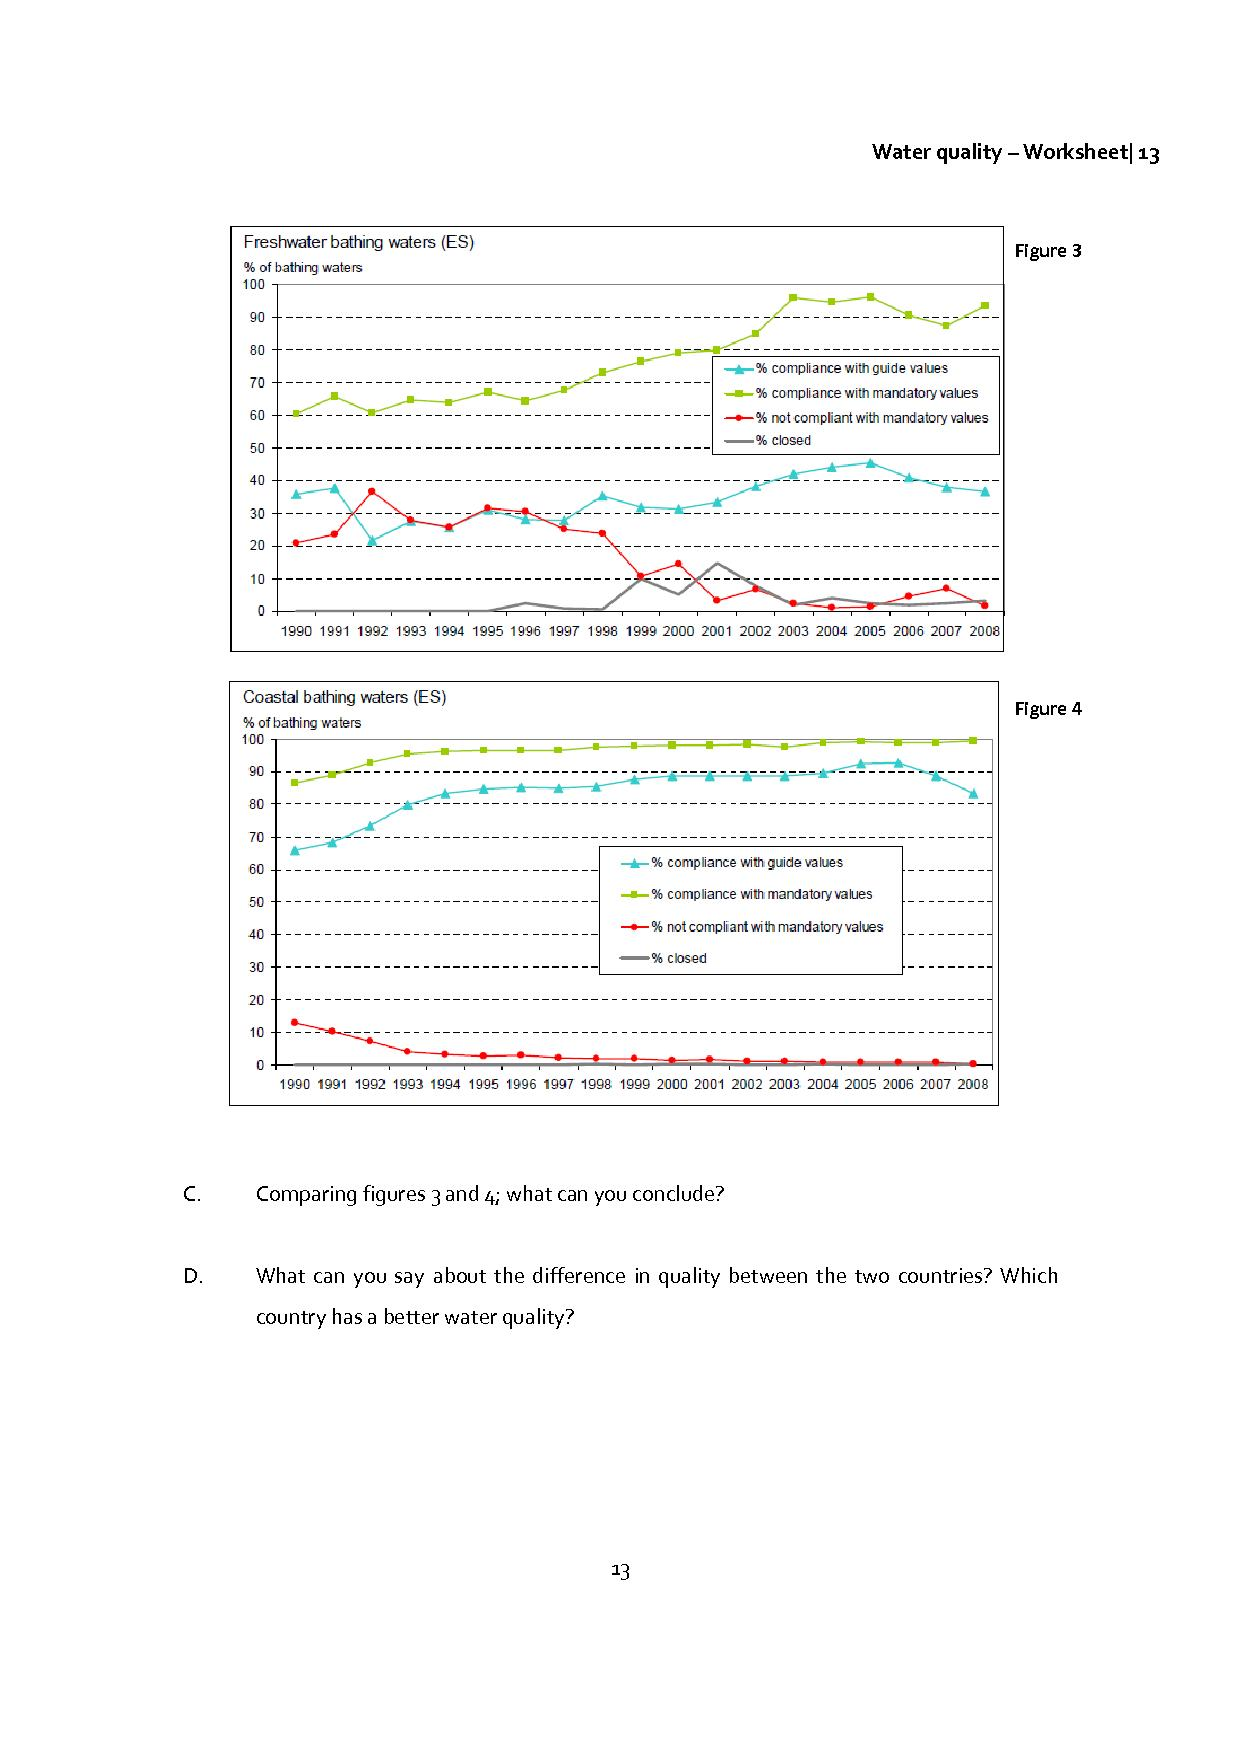 Water quality – Worksheet| 13
Freshwater bathing waters (ES)
Figure 3
% of bathing waters
100
90
80
70
60
50
40
30
20
10
0
% compliance with guide values
% compliance with mandatory values
% not compliant with mandatory values
% closed
1990 1991 1992 1993 1994 1995 1996 1997 1998 1999 2000 2001 2002 2003 2004 2005 2006 2007 2008
Coastal bathing waters (ES)
Figure 4
% of bathing waters
100
90
80
70
60
50
40
30
20
10
0
% compliance with guide values
% compliance with mandatory values
% not compliant with mandatory values
% closed
1990 1991 1992 1993 1994 1995 1996 1997 1998 1999 2000 2001 2002 2003 2004 2005 2006 2007 2008
C. Comparing figures 3 and 4; what can you conclude?
D. What can you say about the difference in quality between the two countries? Which
country has a better water quality?
13